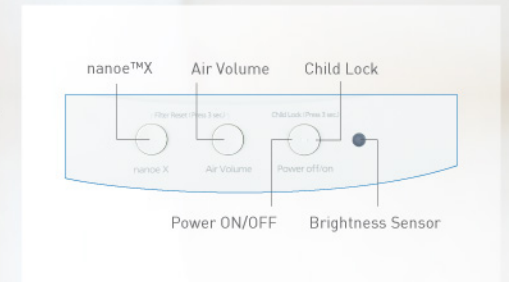 nanoe™X Air Volume Child Lock
Filter Reset (Press 3 sec.) Child Lock (Press 3 sec.)
nanoe X Air Volume Power off/on
Power ON/OFF Brightness Sensor